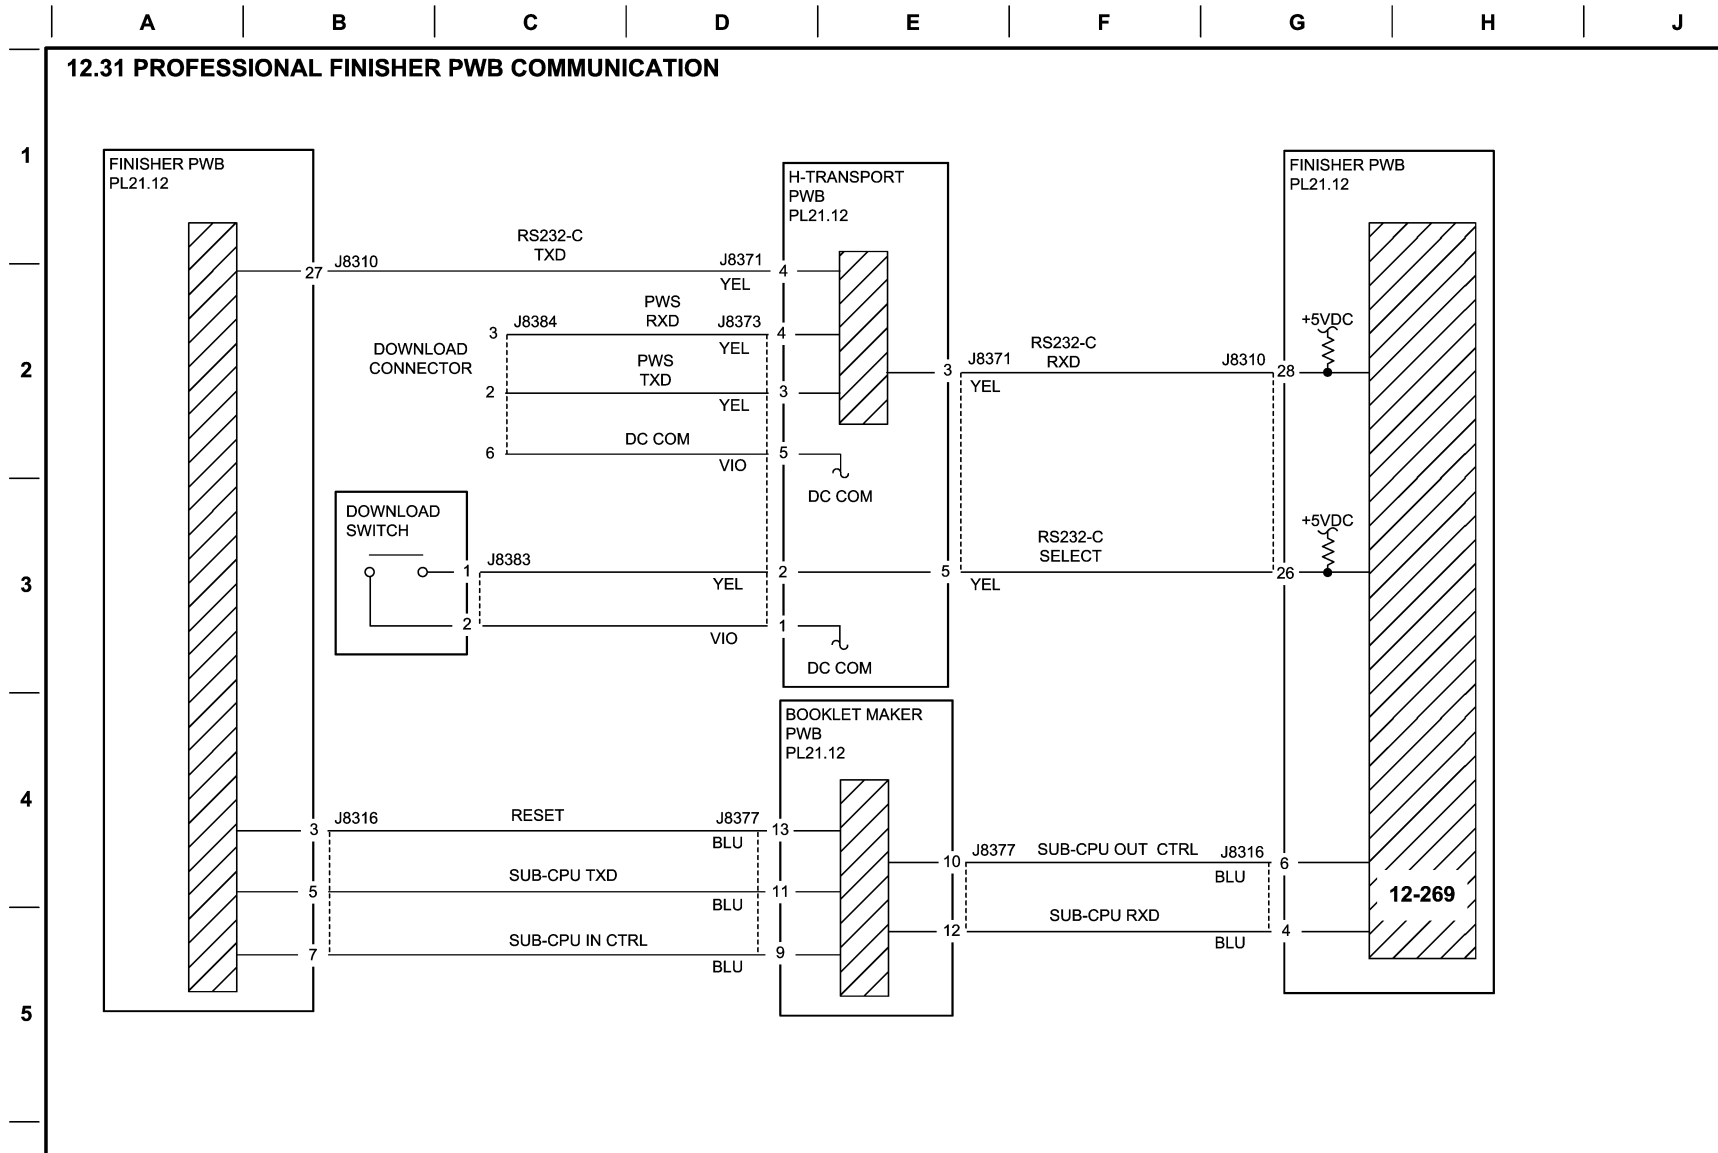 A B C D E F G H J
12.31 PROFESSIONAL FINISHER PWB COMMUNICATION
1
FINISHER PWB
PL21.12
H-TRANSPORT
PWB
PL21.12
FINISHER PWB
PL21.12
RS232-C
TXD
27 J8310 J8371 4
YEL
PWS
RXD
3 J8384 J8373 4
YEL
DOWNLOAD
CONNECTOR
PWS
TXD
2 3
YEL
2
3 J8371
YEL
RS232-C
RXD
J8310 28
+5VDC
DC COM
6 5
VIO
DC COM
DOWNLOAD
SWITCH
1 J8383 2
YEL
3
5
YEL
RS232-C
SELECT
26
+5VDC
2 1
VIO
DC COM
BOOKLET MAKER
PWB
PL21.12
4
3 J8316 RESET J8377 13
BLU
10 J8377 SUB-CPU OUT CTRL J8316 6
BLU
SUB-CPU TXD
5 11
BLU
12-269
SUB-CPU RXD
12 4
BLU
SUB-CPU IN CTRL
7 9
BLU
5